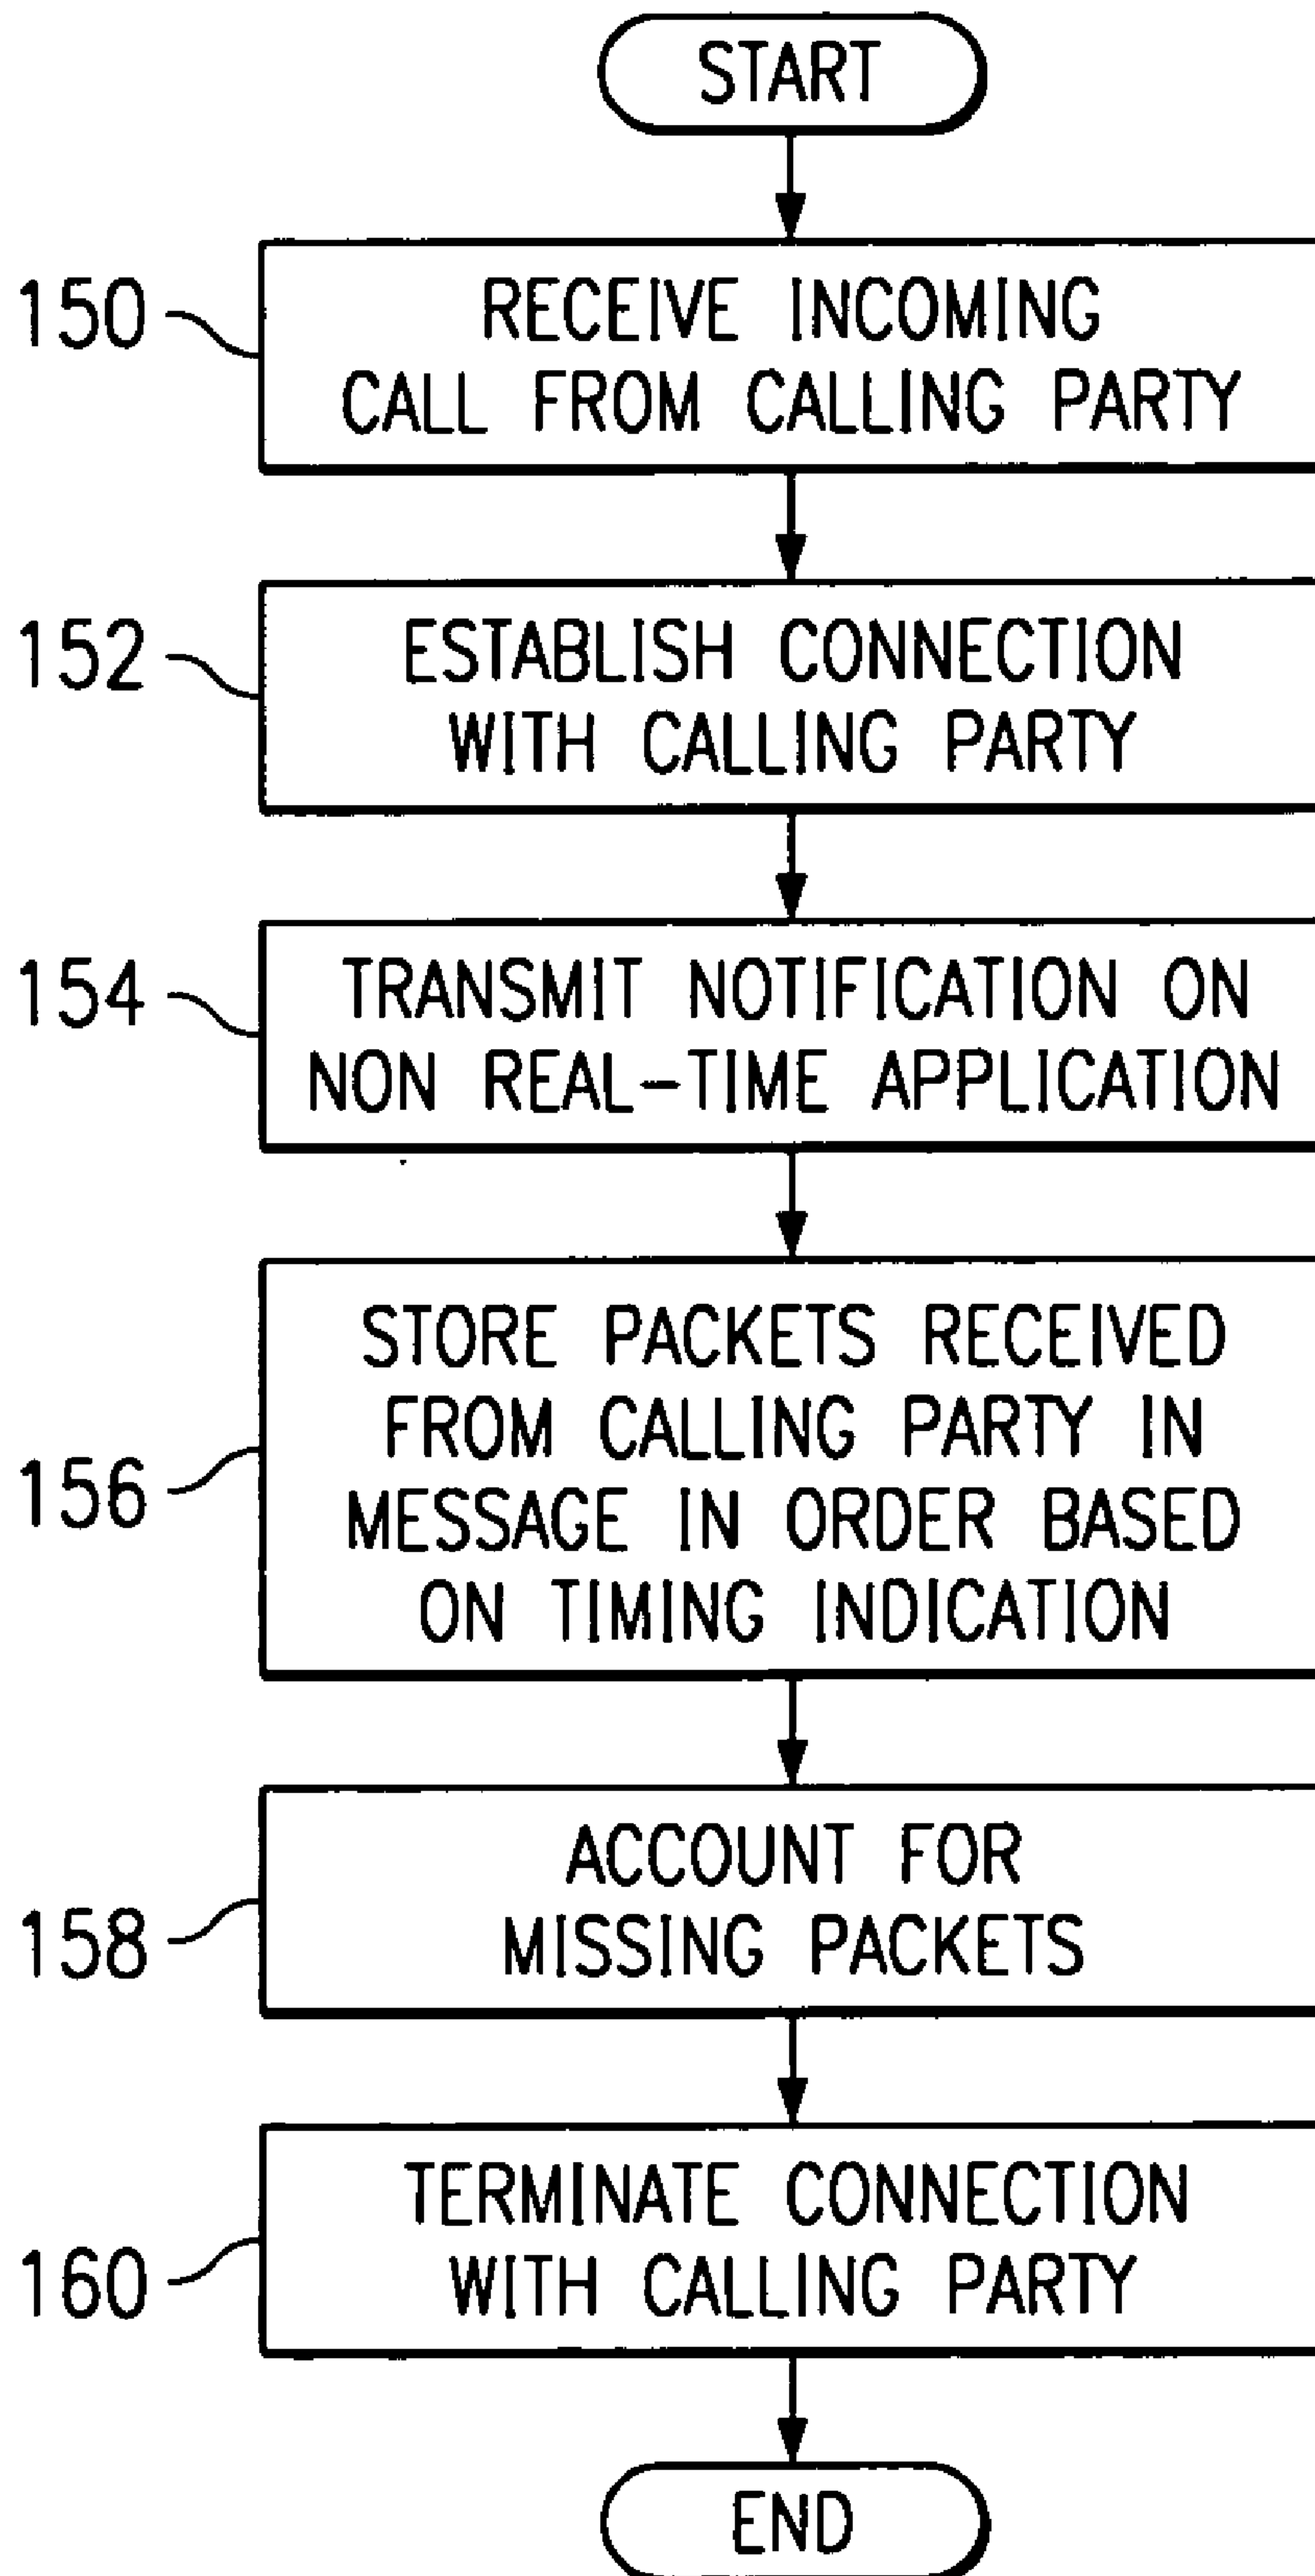 START
150
RECEIVE INCOMING
CALL FROM CALLING PARTY
152
ESTABLISH CONNECTION
WITH CALLING PARTY
154
TRANSMIT NOTIFICATION ON
NON REAL-TIME APPLICATION
156
STORE PACKETS RECEIVED
FROM CALLING PARTY IN
MESSAGE IN ORDER BASED
ON TIMING INDICATION
158
ACCOUNT FOR
MISSING PACKETS
160
TERMINATE CONNECTION
WITH CALLING PARTY
END